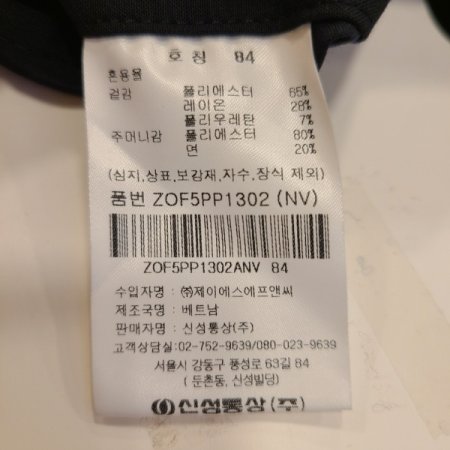 호칭 84
혼용율
겉감 폴리에스터 65%
레이온 28%
폴리우레탄 7%
주머니감 폴리에스터 80%
면 20%
(심지,상표,보강재,자수,장식 제외)
품번 ZOF5PP1302 (NV)
ZOF5PP1302ANV 84
수입자명 : ㈜제이에스에프앤씨
제조국명 : 베트남
판매자명 : 신성통상(주)
고객상담실:02-752-9639/080-023-9639
서울시 강동구 풍성로 63길 84
( 둔촌동, 신성빌딩)
신성통상(주)